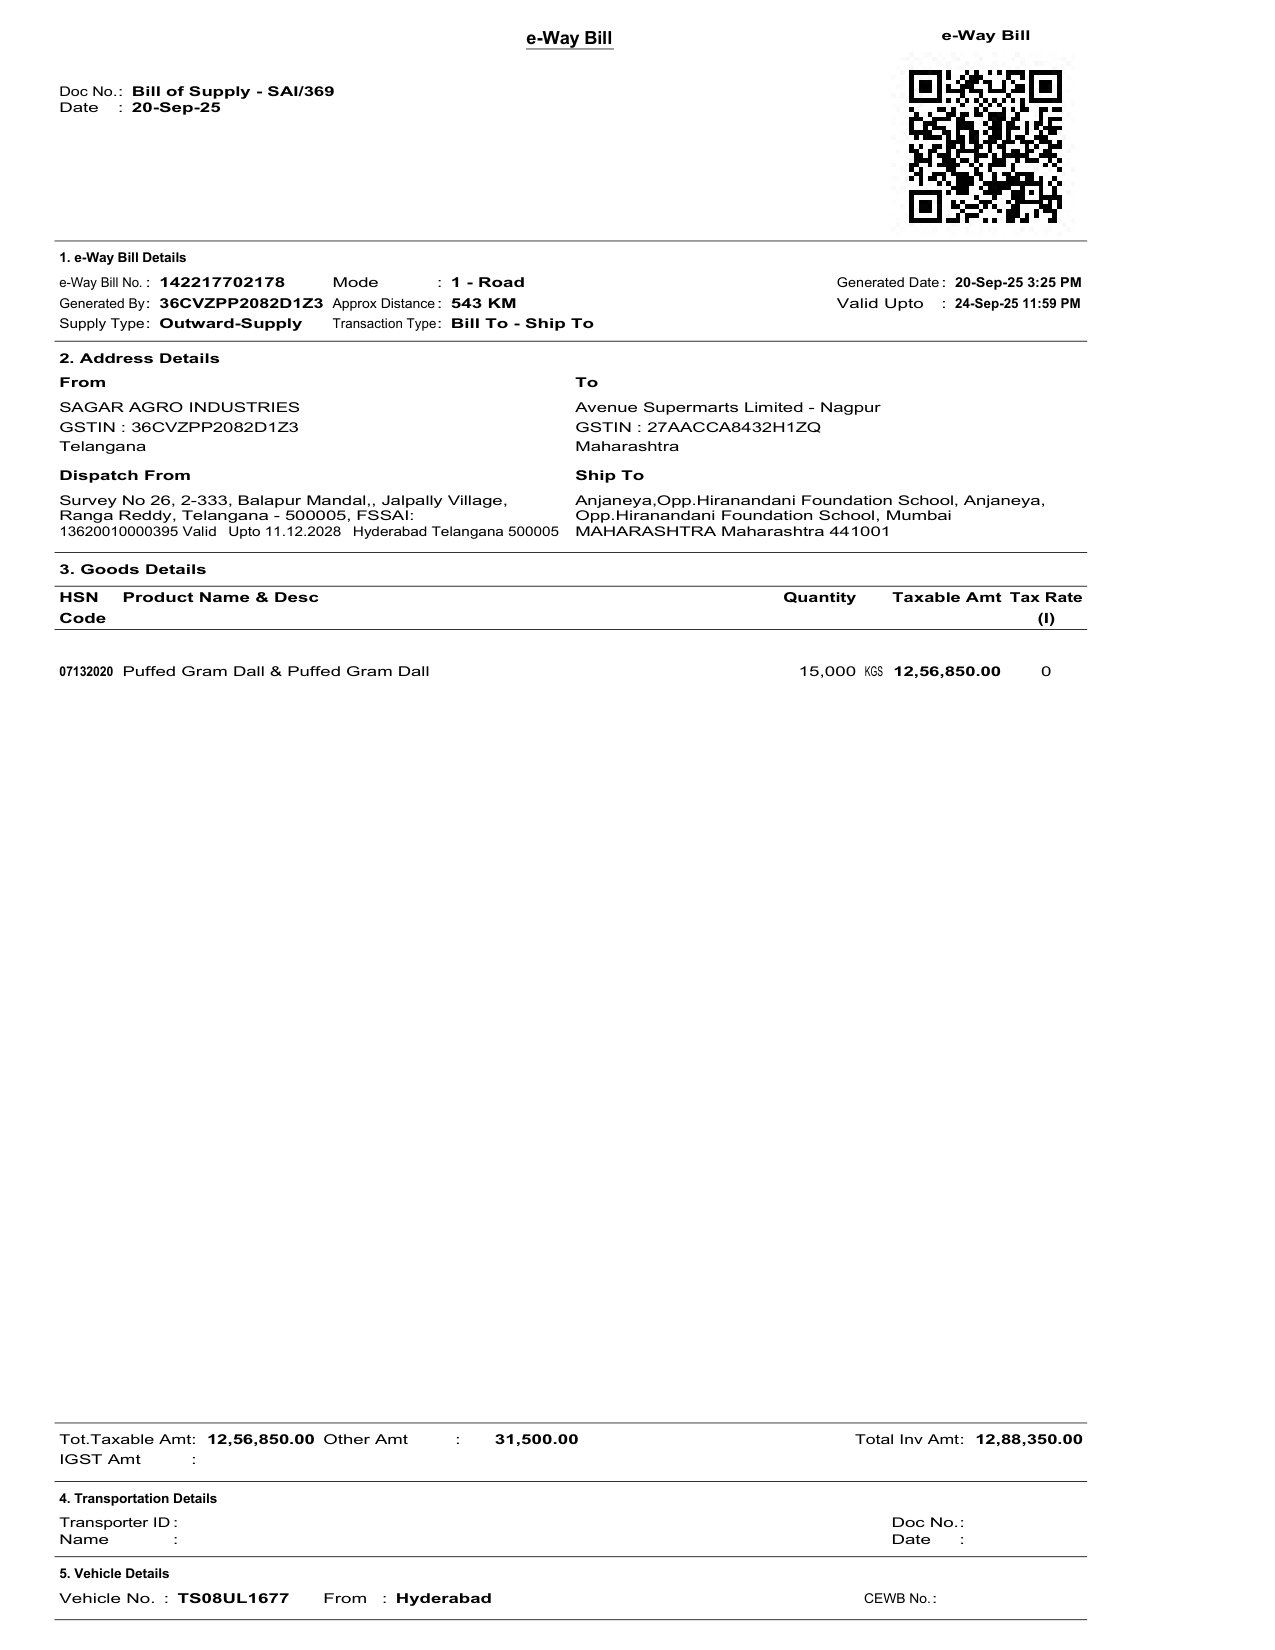 e-Way Bill
e-Way Bill
Doc No. : Bill of Supply - SAI/369
Date : 20-Sep-25
1. e-Way Bill Details
e-Way Bill No. : 142217702178 Mode : 1 - Road Generated Date : 20-Sep-25 3:25 PM
Generated By : 36CVZPP2082D1Z3 Approx Distance : 543 KM Valid Upto : 24-Sep-25 11:59 PM
Supply Type : Outward-Supply Transaction Type : Bill To - Ship To
2. Address Details
From To
SAGAR AGRO INDUSTRIES Avenue Supermarts Limited - Nagpur
GSTIN : 36CVZPP2082D1Z3 GSTIN : 27AACCA8432H1ZQ
Telangana Maharashtra
Dispatch From Ship To
Survey No 26, 2-333, Balapur Mandal,, Jalpally Village, Anjaneya,Opp.Hiranandani Foundation School, Anjaneya,
Ranga Reddy, Telangana - 500005, FSSAI: Opp.Hiranandani Foundation School, Mumbai
13620010000395 Valid Upto 11.12.2028 Hyderabad Telangana 500005 MAHARASHTRA Maharashtra 441001
3. Goods Details
HSN Product Name & Desc Quantity Taxable Amt Tax Rate
Code (I)
07132020 Puffed Gram Dall & Puffed Gram Dall 15,000 KGS 12,56,850.00 0
Tot.Taxable Amt : 12,56,850.00 Other Amt : 31,500.00 Total Inv Amt : 12,88,350.00
IGST Amt :
4. Transportation Details
Transporter ID : Doc No. :
Name : Date :
5. Vehicle Details
Vehicle No. : TS08UL1677 From : Hyderabad CEWB No. :